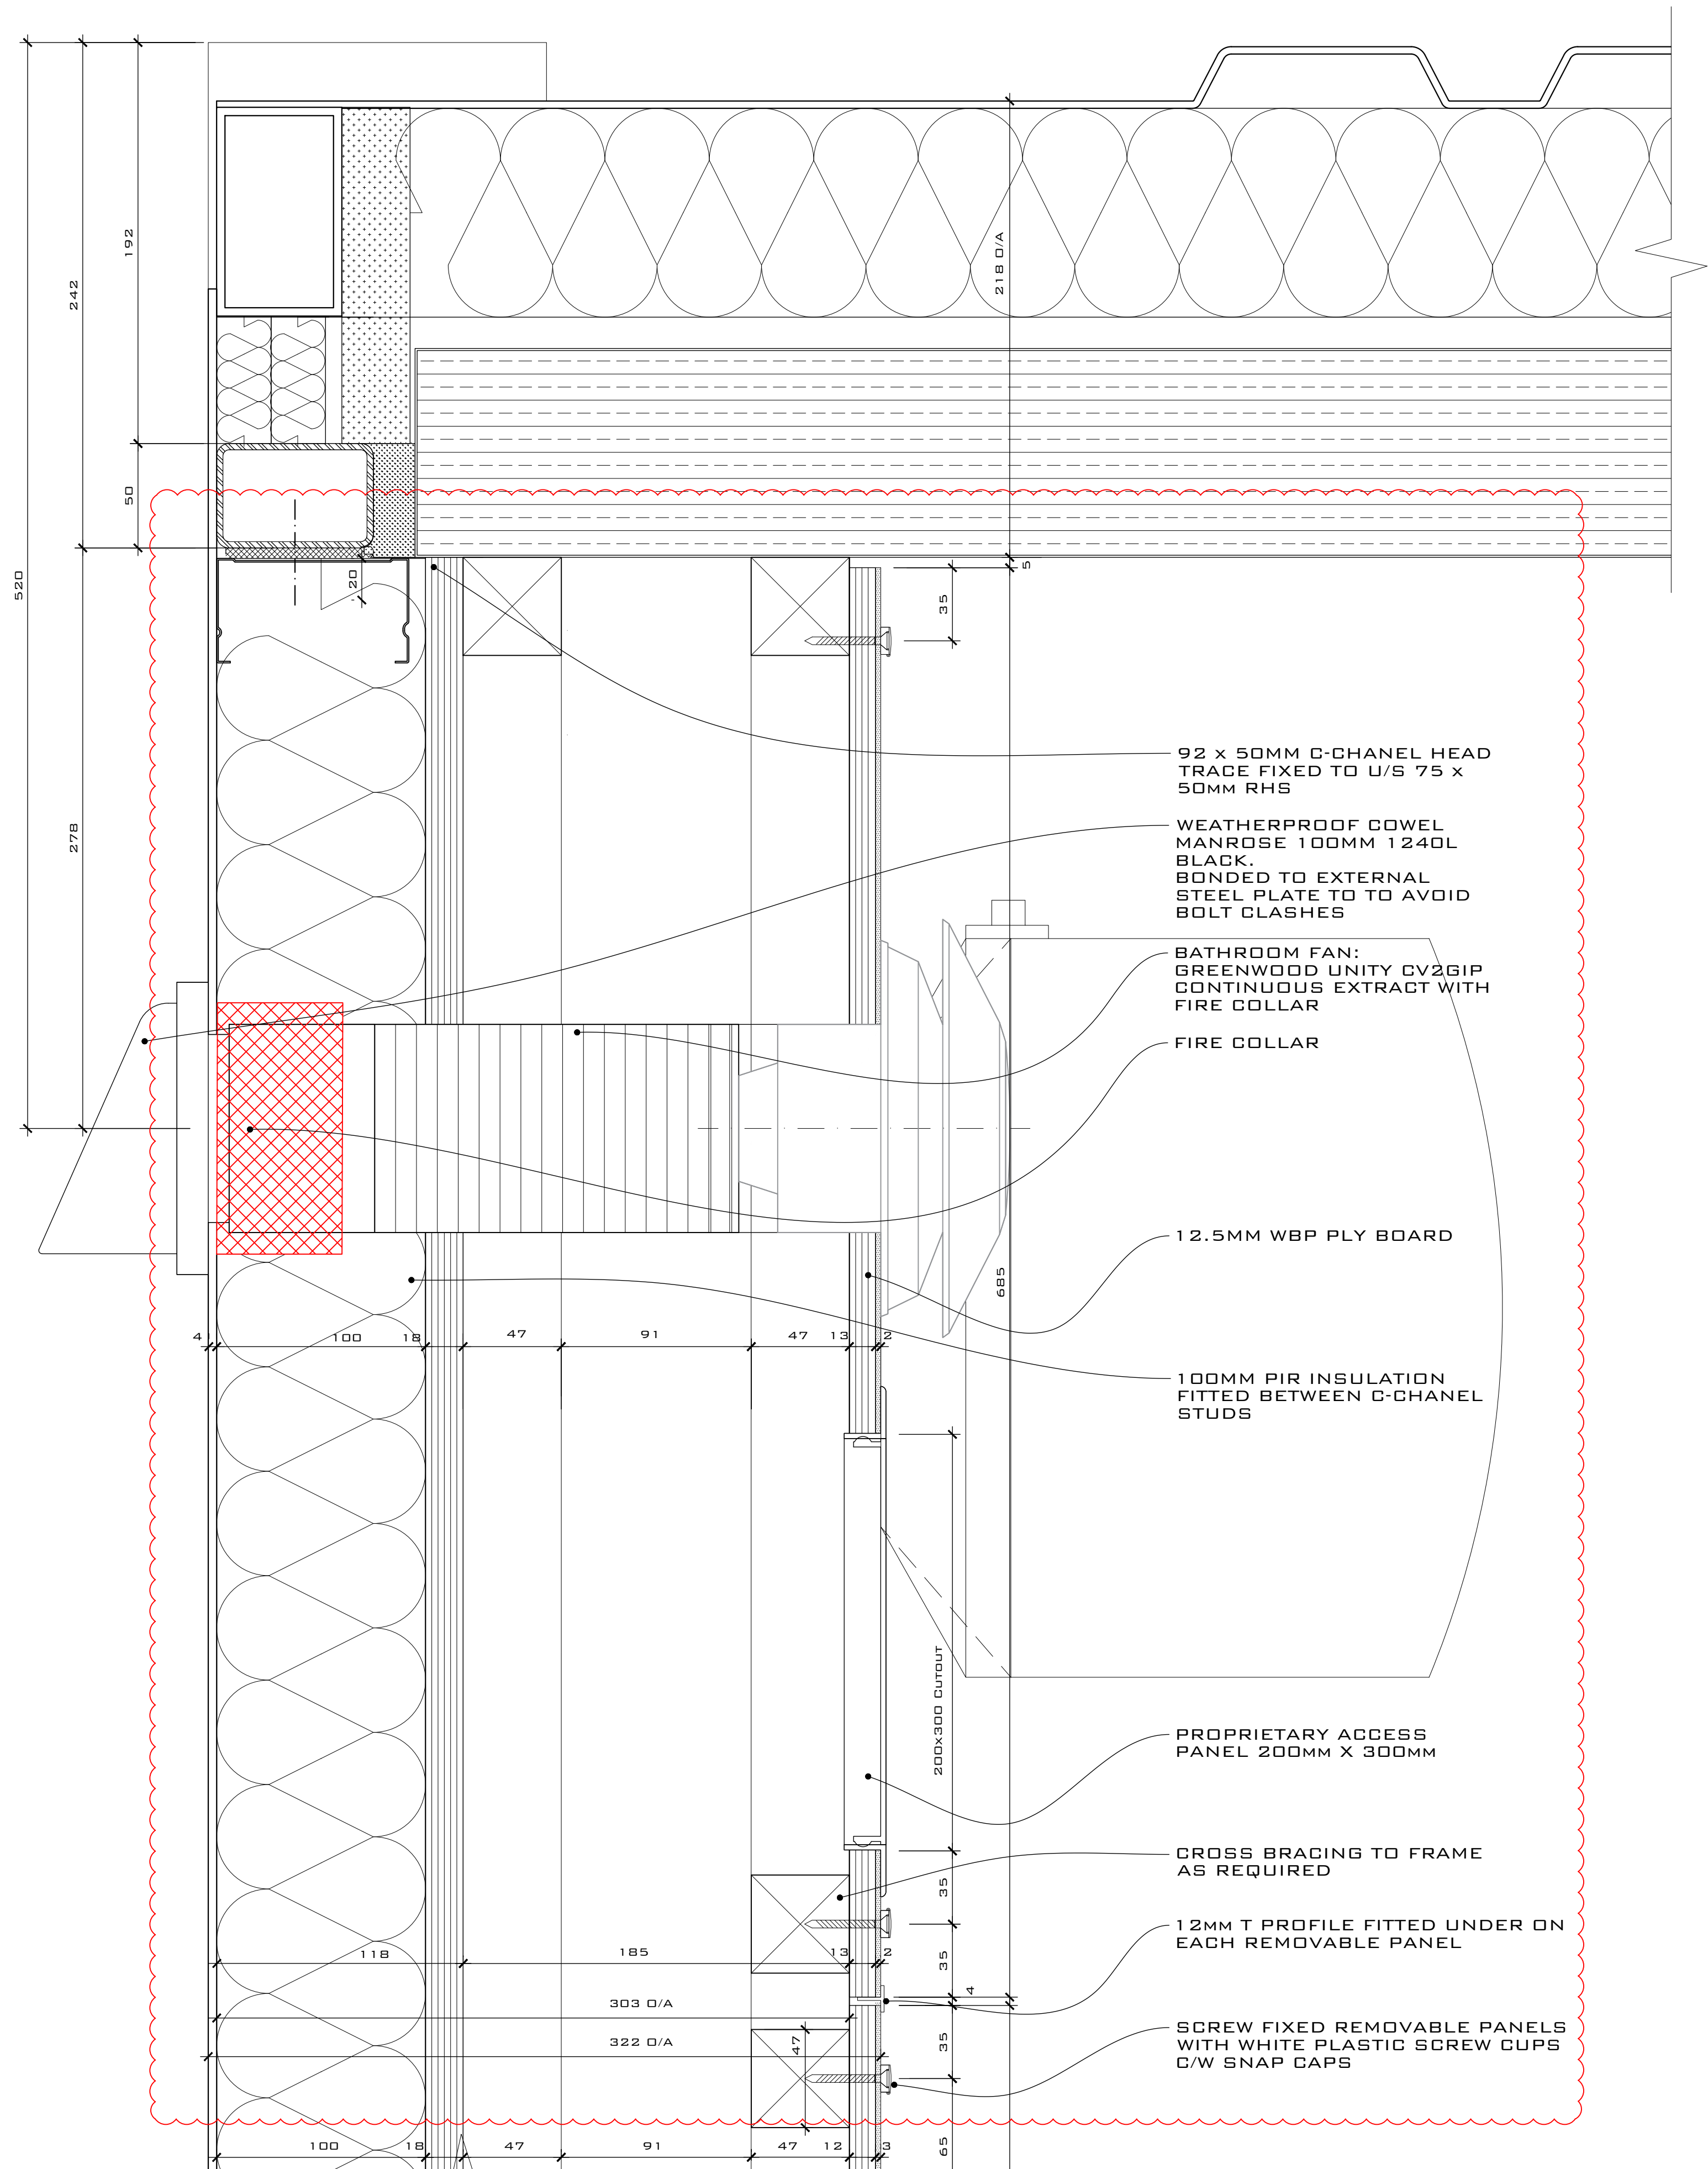 192
242
218 O/A
50
520
20
5
35
92 x 50MM C-CHANEL HEAD
TRACE FIXED TO U/S 75 x
50MM RHS
278
WEATHERPROOF COWEL
MANROSE 100MM 1240L
BLACK.
BONDED TO EXTERNAL
STEEL PLATE TO TO AVOID
BOLT CLASHES
BATHROOM FAN:
GREENWOOD UNITY CV2GIP
CONTINUOUS EXTRACT WITH
FIRE COLLAR
FIRE COLLAR
12.5MM WBP PLY BOARD
685
4 100 18 47 91 47 13 2
100MM PIR INSULATION
FITTED BETWEEN C-CHANEL
STUDS
200x300 CUTOUT
PROPRIETARY ACCESS
PANEL 200MM X 300MM
CROSS BRACING TO FRAME
AS REQUIRED
35
12MM T PROFILE FITTED UNDER ON
EACH REMOVABLE PANEL
118 185 13 2
35
4
303 O/A
SCREW FIXED REMOVABLE PANELS
WITH WHITE PLASTIC SCREW CUPS
C/W SNAP CAPS
322 O/A
47
35
100 18 47 91 47 12 3
65